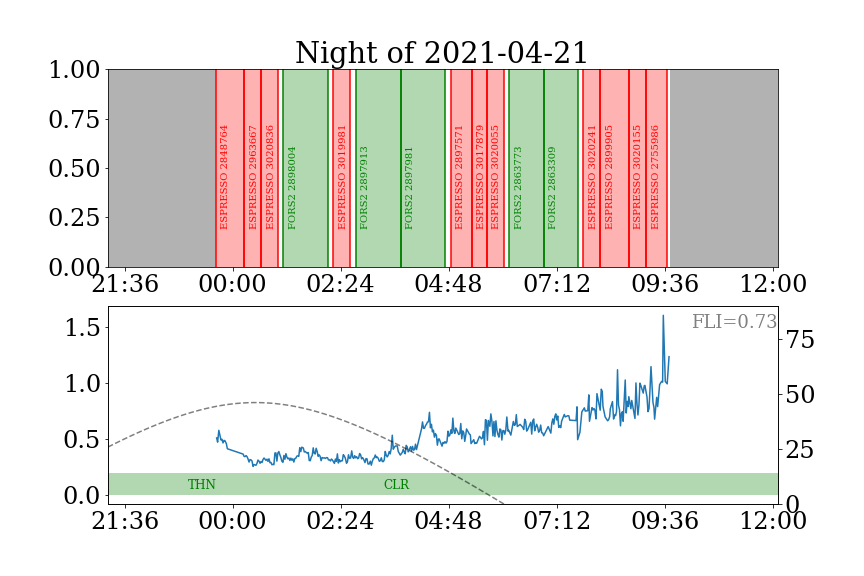 Night of 2021-04-21
1.00
0.75
0.50
0.25
0.00
ESPRESSO 2848764
ESPRESSO 2963667
ESPRESSO 3020836
FORS2 2898004
ESPRESSO 3019981
FORS2 2897913
FORS2 2897981
ESPRESSO 2897571
ESPRESSO 3017879
ESPRESSO 3020055
FORS2 2863773
FORS2 2863309
ESPRESSO 3020241
ESPRESSO 2899905
ESPRESSO 3020155
ESPRESSO 2755986
21:36 00:00 02:24 04:48 07:12 09:36 12:00
FLI=0.73
1.5
1.0
0.5
0.0
75
50
25
0
THN CLR
21:36 00:00 02:24 04:48 07:12 09:36 12:00